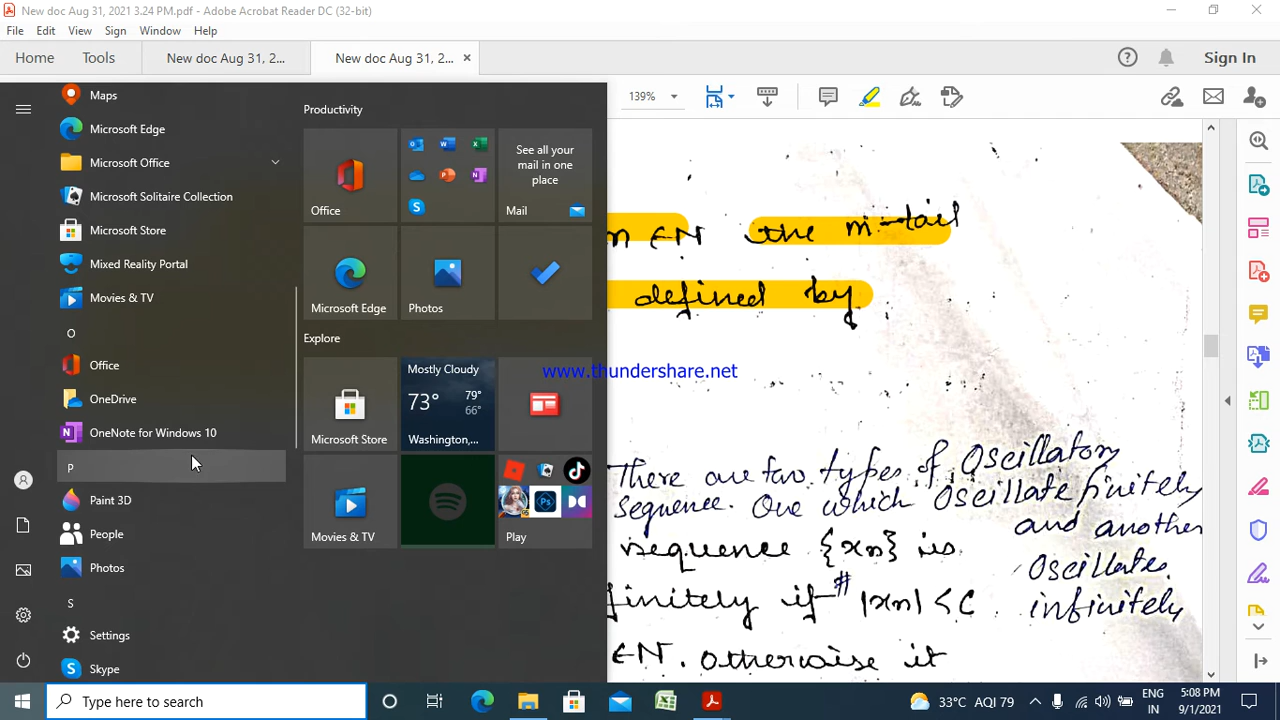 New doc Aug 31, 2021 3.24 PM.pdf - Adobe Acrobat Reader DC (32-bit)
File Edit View Sign Window Help
Home Tools New doc Aug 31, 2... New doc Aug 31, 2... Sign In
139%
Maps
Microsoft Edge
Microsoft Office
Microsoft Solitaire Collection
Microsoft Store
Mixed Reality Portal
Movies & TV
O
Office
OneDrive
OneNote for Windows 10
P
Paint 3D
People
Photos
S
Settings
Skype
Productivity
Office
See all your
mail in one
place
Mail
Microsoft Edge
Photos
Explore
Microsoft Store
Mostly Cloudy
73° 79°
66°
Washington,...
Movies & TV
Play
www.thundershare.net
m ∈ N the m-tail
defined by
There are two types of Oscillatory
sequence. One which Oscillate finitely
and another
Oscillates
infinitely
sequence {xn} is
finitely if # |xn| < C
∈ N. Otherwise it
Type here to search
33°C AQI 79
ENG
IN
5:08 PM
9/1/2021